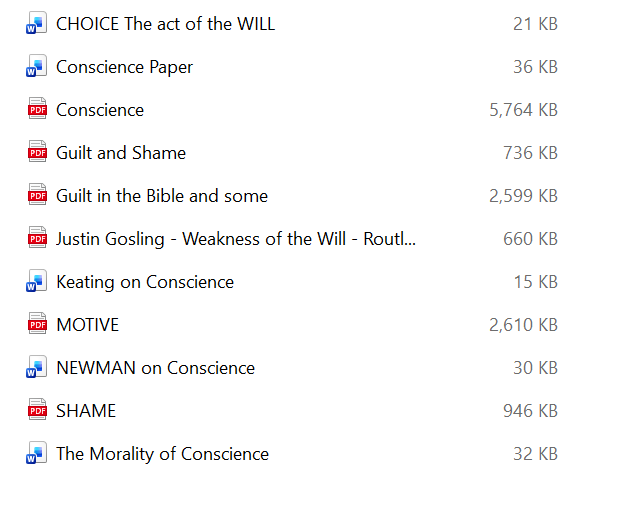 CHOICE The act of the WILL 21 KB
Conscience Paper 36 KB
PDF Conscience 5,764 KB
PDF Guilt and Shame 736 KB
PDF Guilt in the Bible and some 2,599 KB
PDF Justin Gosling - Weakness of the Will - Routl... 660 KB
Keating on Conscience 15 KB
PDF MOTIVE 2,610 KB
NEWMAN on Conscience 30 KB
PDF SHAME 946 KB
The Morality of Conscience 32 KB